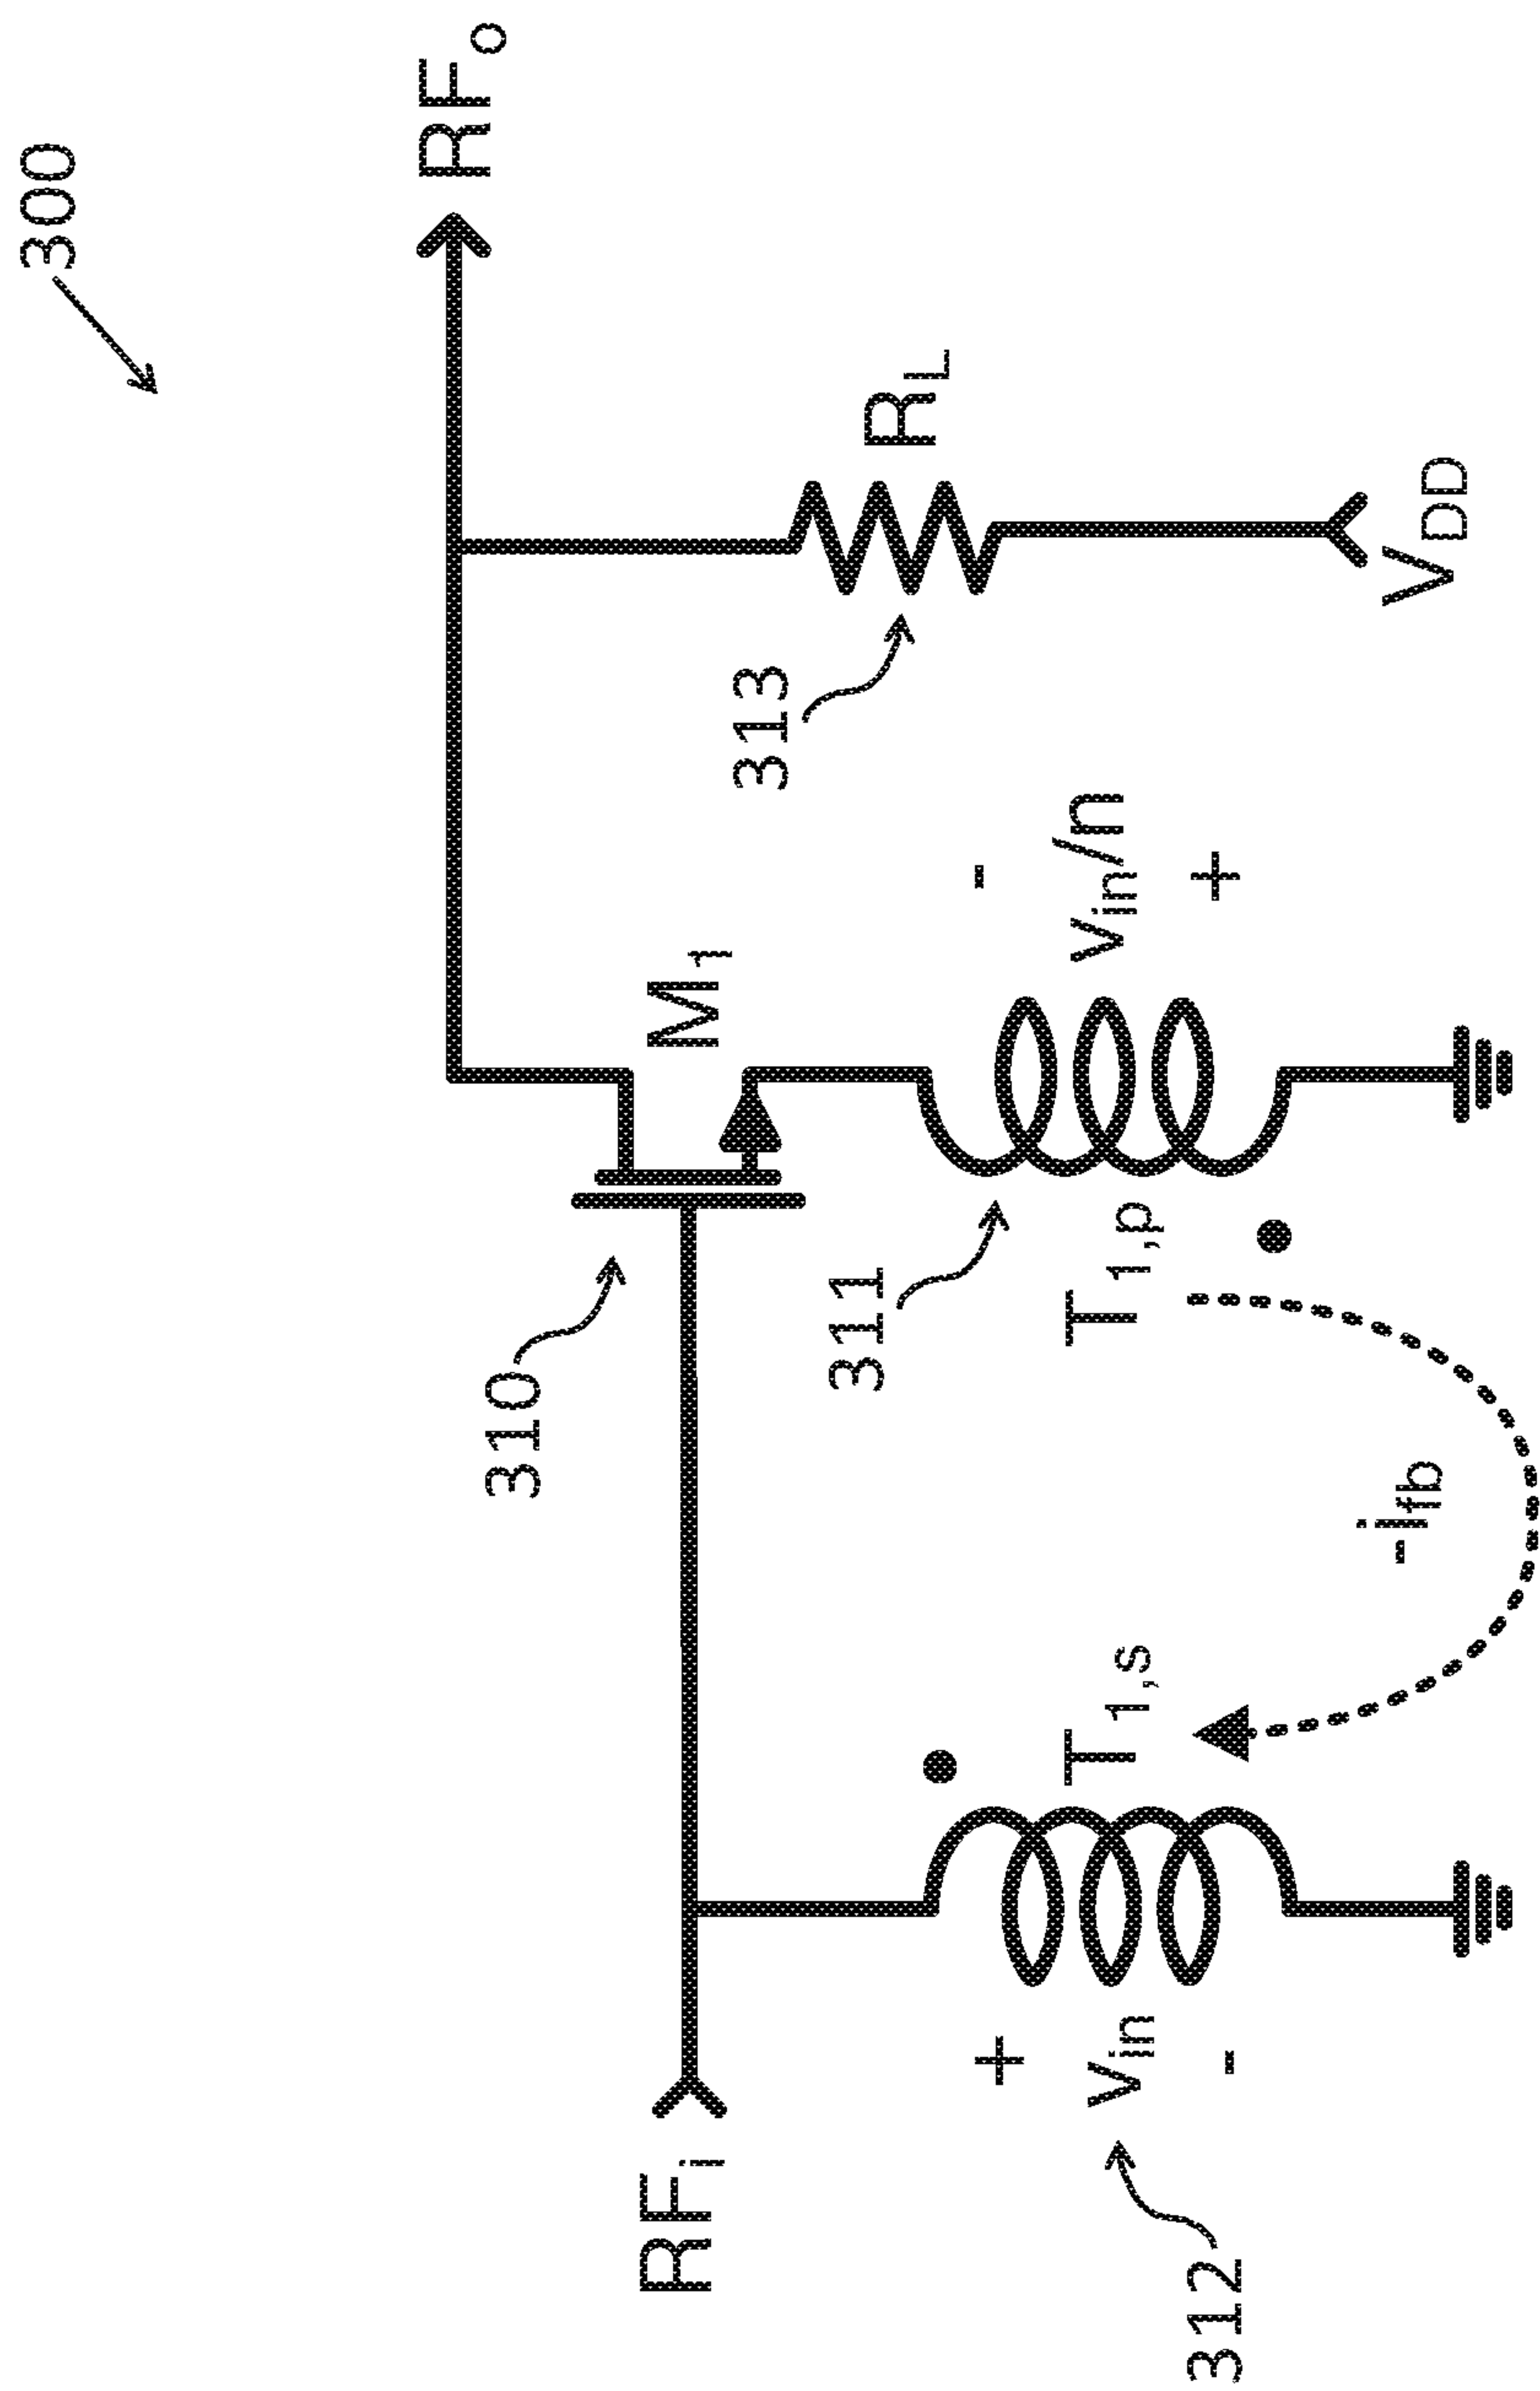 300
RFo
RFi
310
M1
313
RL
VDD
311
T1,p
-
vin/n
+
312
+
vin
-
T1,s
-ifb